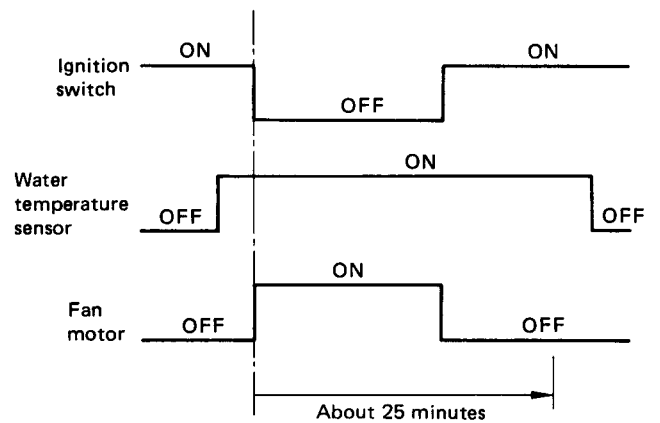 ON
ON
Ignition
switch
OFF
ON
Water
temperature
sensor
OFF
OFF
ON
Fan
motor
OFF
OFF
About 25 minutes